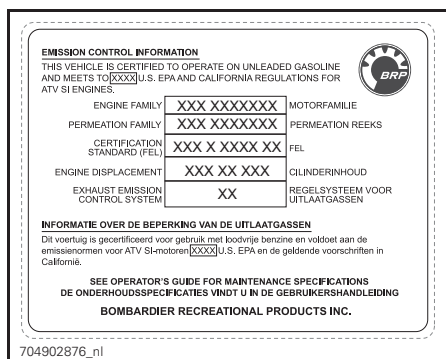 EMISSION CONTROL INFORMATION
THIS VEHICLE IS CERTIFIED TO OPERATE ON UNLEADED GASOLINE
AND MEETS TO XXXX U.S. EPA AND CALIFORNIA REGULATIONS FOR
ATV SI ENGINES.
BRP
ENGINE FAMILY XXX XXXXXXX MOTORFAMILIE
PERMEATION FAMILY XXX XXXXXXX PERMEATION REEKS
CERTIFICATION
STANDARD (FEL) XXX X XXXX XX FEL
ENGINE DISPLACEMENT XXX XX XXX CILINDERINHOUD
EXHAUST EMISSION XX REGELSYSTEEM VOOR
CONTROL SYSTEM UITLAATGASSEN
INFORMATIE OVER DE BEPERKING VAN DE UITLAATGASSEN
Dit voertuig is gecertificeerd voor gebruik met loodvrije benzine en voldoet aan de
emissienormen voor ATV SI-motoren XXXX U.S. EPA en de geldende voorschriften in
Californië.
SEE OPERATOR'S GUIDE FOR MAINTENANCE SPECIFICATIONS
DE ONDERHOUDSSPECIFICATIES VINDT U IN DE GEBRUIKERSHANDLEIDING
BOMBARDIER RECREATIONAL PRODUCTS INC.
704902876_nl